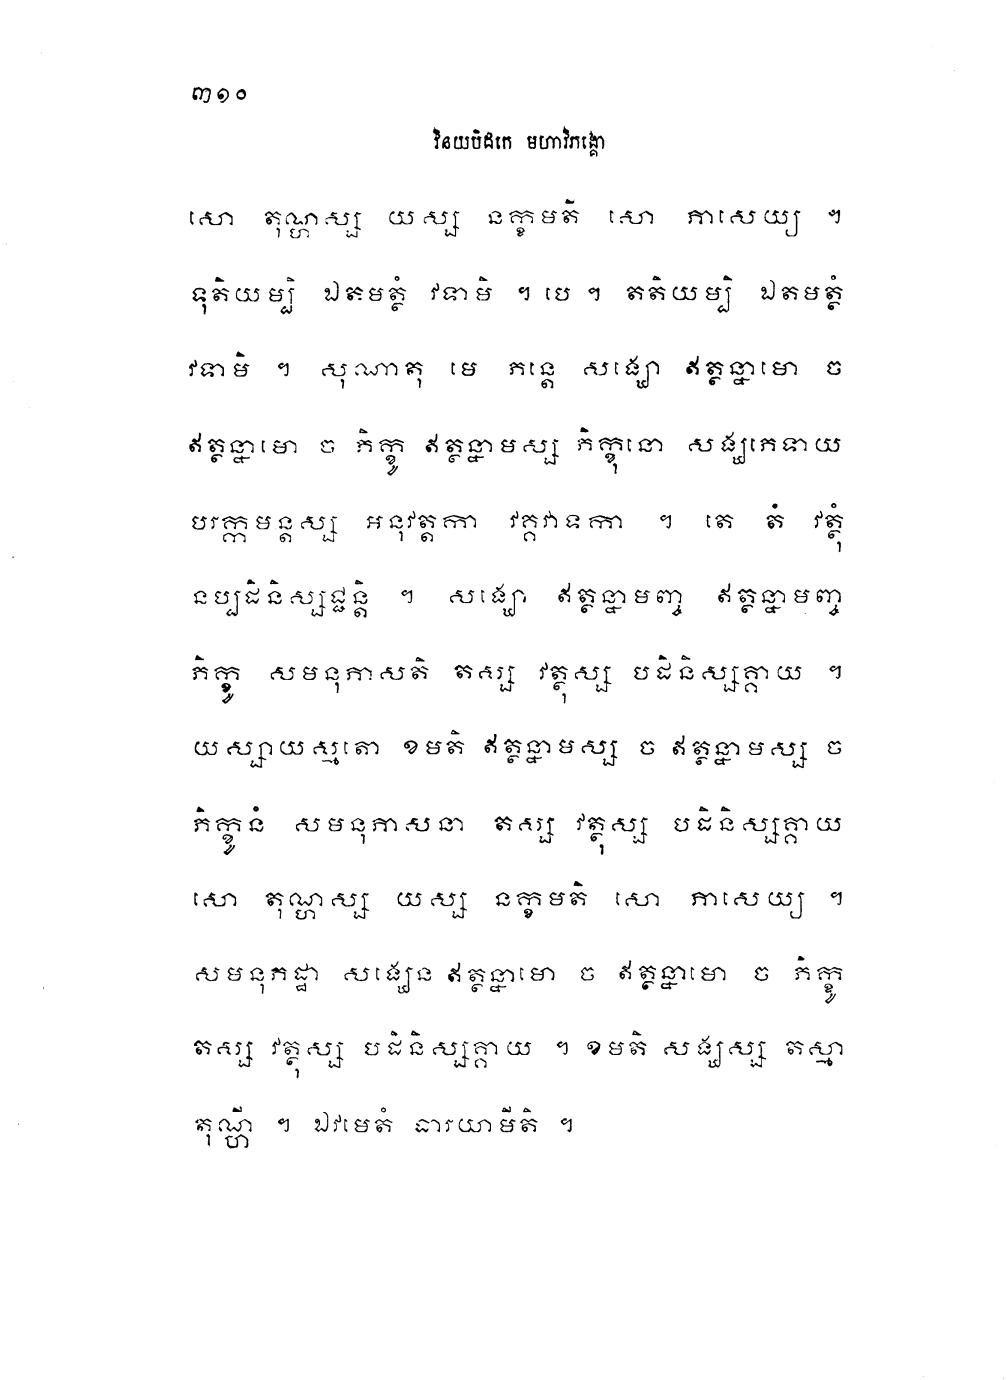 ៣១០
វិនយបិដកេ មហាវិភង្គោ
សោ តុណ្ហស្ស យស្ស នក្ខមតិ សោ ភាសេយ្យ ។
ទុតិយម្បិ ឯតមត្ថំ វទាមិ ។ បេ ។ តតិយម្បិ ឯតមត្ថំ
វទាមិ ។ សុណាតុ មេ ភន្តេ សង្ឃោ ឥត្ថន្នាមោ ច
ឥត្ថន្នាមោ ច ភិក្ខូ ឥត្ថន្នាមស្ស ភិក្ខុនោ សង្ឃភេទាយ
បរក្កមន្តស្ស អនុវត្តកា វគ្គវាទកា ។ តេ តំ វត្ថុំ
នប្បដិនិស្សជ្ជន្តិ ។ សង្ឃោ ឥត្ថន្នាមញ្ច ឥត្ថន្នាមញ្ច
ភិក្ខូ សមនុភាសតិ តស្ស វត្ថុស្ស បដិនិស្សគ្គាយ ។
យស្សាយស្មតោ ខមតិ ឥត្ថន្នាមស្ស ច ឥត្ថន្នាមស្ស ច
ភិក្ខូនំ សមនុភាសនា តស្ស វត្ថុស្ស បដិនិស្សគ្គាយ
សោ តុណ្ហស្ស យស្ស នក្ខមតិ សោ ភាសេយ្យ ។
សមនុភដ្ឋា សង្ឃេន ឥត្ថន្នាមោ ច ឥត្ថន្នាមោ ច ភិក្ខូ
តស្ស វត្ថុស្ស បដិនិស្សគ្គាយ ។ ខមតិ សង្ឃស្ស តស្មា
តុណ្ហី ។ ឯវមេតំ ធារយាមីតិ ។